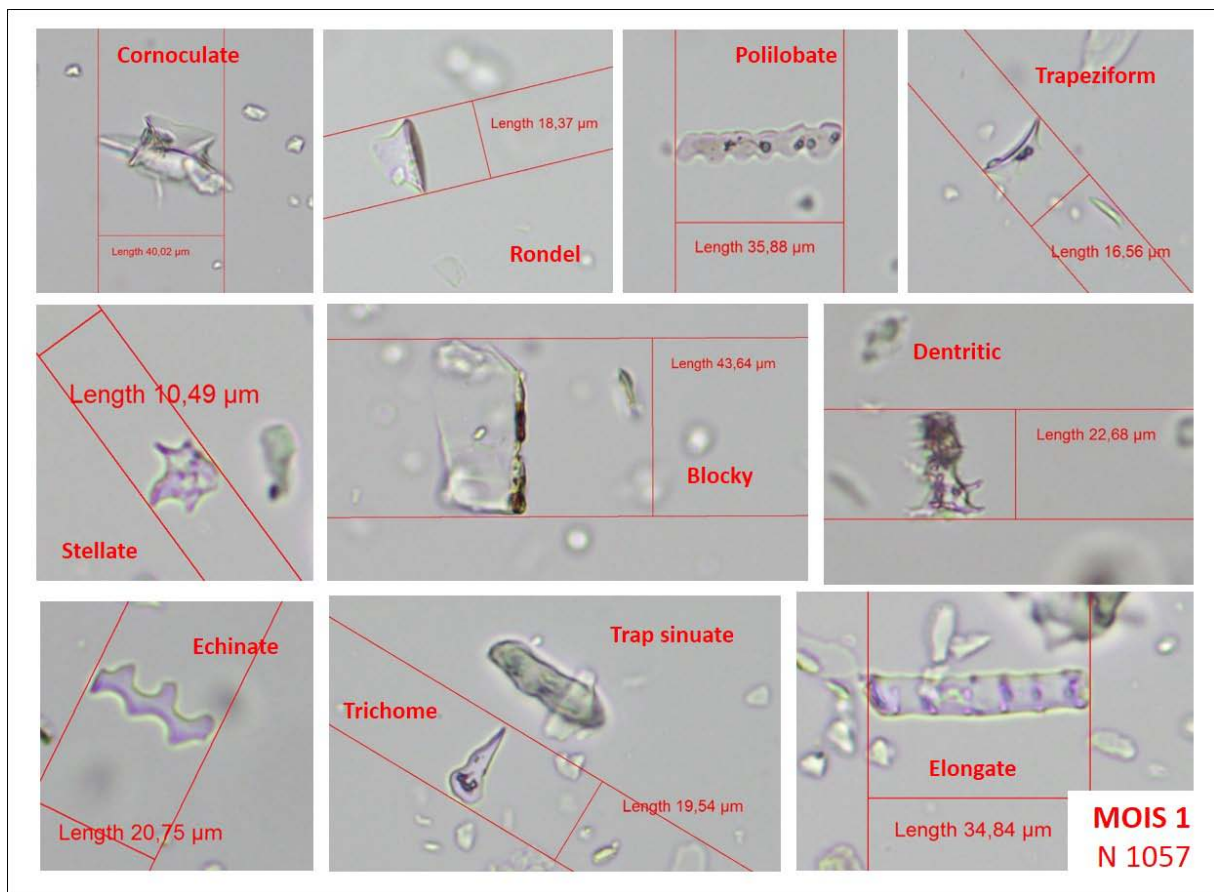 Cornoculate
Length 40,02 µm
Length 18,37 µm
Rondel
Polilobate
Length 35,88 µm
Trapeziform
Length 16,56 µm
Length 10,49 µm
Stellate
Length 43,64 µm
Blocky
Dentritic
Length 22,68 µm
Echinate
Length 20,75 µm
Trap sinuate
Trichome
Length 19,54 µm
Elongate
Length 34,84 µm
MOIS 1
N 1057